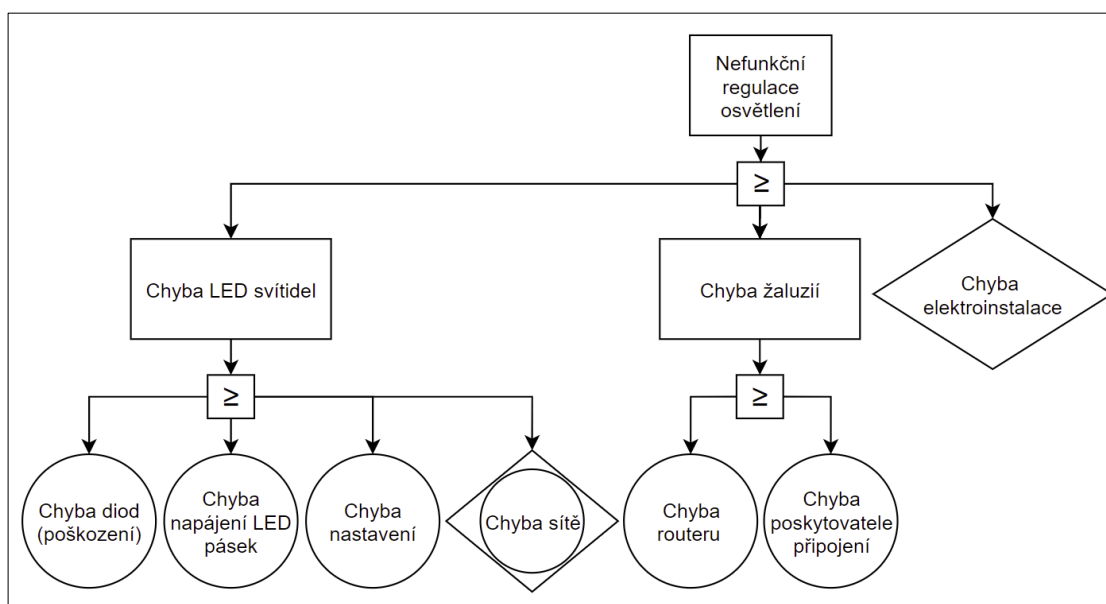 Nefunkční
regulace
osvětlení
≥
Chyba LED svítidel
Chyba žaluzií
Chyba
elektroinstalace
≥
≥
Chyba diod
(poškození)
Chyba
napájení LED
pásek
Chyba
nastavení
Chyba sítě
Chyba
routeru
Chyba
poskytovatele
připojení